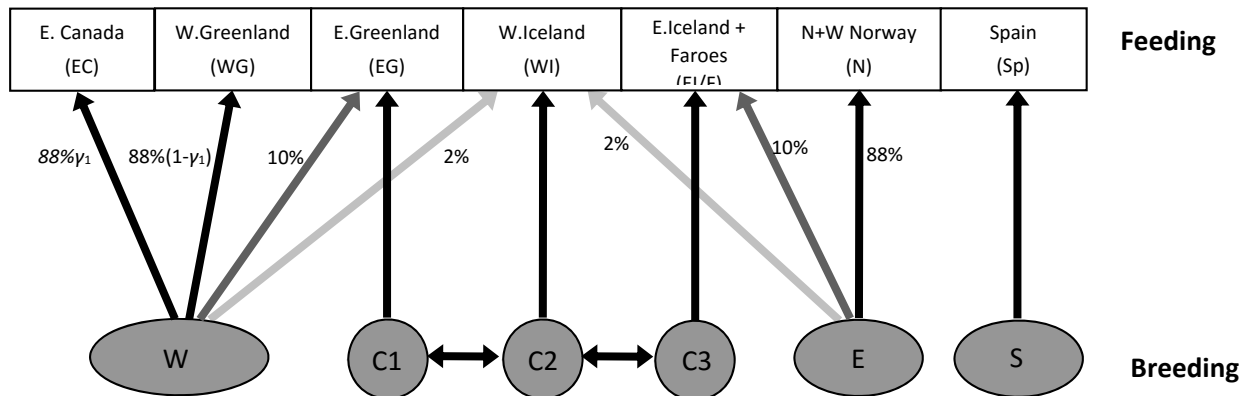 E. Canada
(EC)
W.Greenland
(WG)
E.Greenland
(EG)
W.Iceland
(WI)
E.Iceland +
Faroes
(EI/F)
N+W Norway
(N)
Spain
(Sp)
Feeding
88%γ₁
88%(1-γ₁)
10%
2%
2%
10%
88%
W
C1
C2
C3
E
S
Breeding